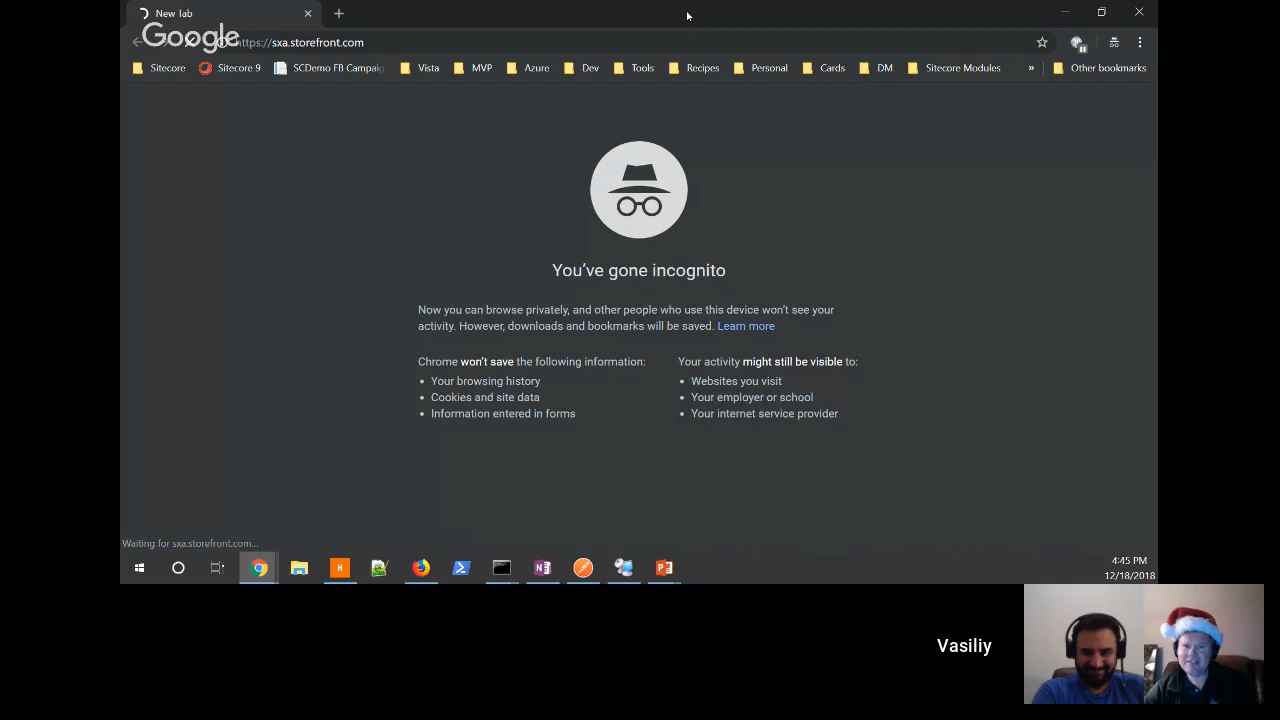 New Tab
Google
https://sxa.storefront.com
Sitecore
Sitecore 9
SCDemo FB Campaig
Vista
MVP
Azure
Dev
Tools
Recipes
Personal
Cards
DM
Sitecore Modules
»
Other bookmarks
You've gone incognito
Now you can browse privately, and other people who use this device won't see your
activity. However, downloads and bookmarks will be saved. Learn more
Chrome won't save the following information:
• Your browsing history
• Cookies and site data
• Information entered in forms
Your activity might still be visible to:
• Websites you visit
• Your employer or school
• Your internet service provider
Waiting for sxa.storefront.com...
H
4:45 PM
12/18/2018
Vasiliy